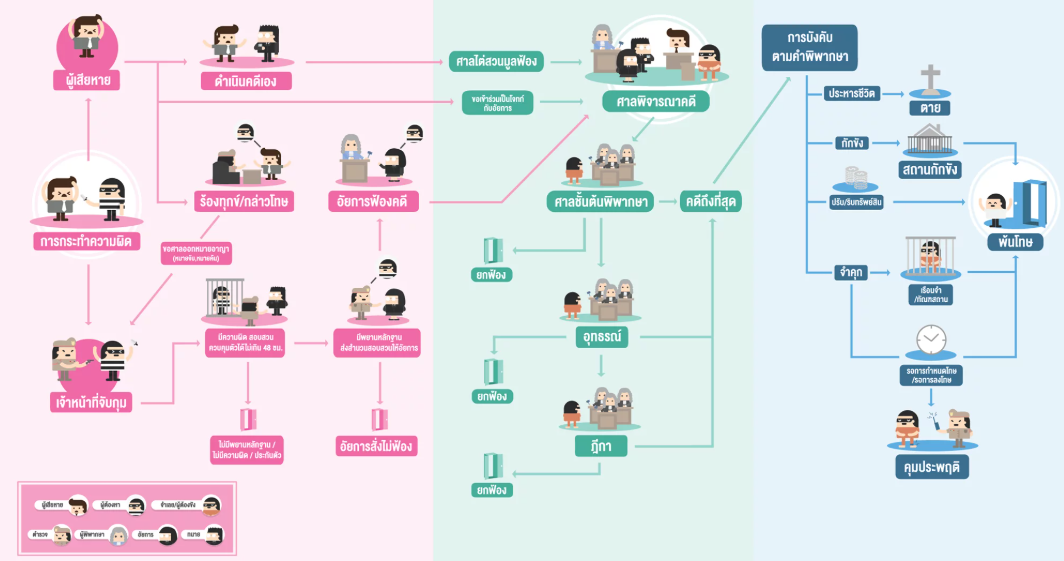 ผู้เสียหาย
ดำเนินคดีเอง
การกระทำความผิด
ร้องทุกข์/กล่าวโทษ
อัยการฟ้องคดี
ขอศาลออกหมายอาญา
(หมายจับ,หมายค้น)
เจ้าหน้าที่จับกุม
มีความผิด สอบสวน
ควบคุมตัวได้ไม่เกิน 48 ชม.
มีพยานหลักฐาน
ส่งสำนวนสอบสวนให้อัยการ
ไม่มีพยานหลักฐาน /
ไม่มีความผิด / ประกันตัว
อัยการสั่งไม่ฟ้อง
ผู้เสียหาย
ผู้ต้องหา
จำเลย/ผู้ต้องขัง
ตำรวจ
ผู้พิพากษา
อัยการ
ทนาย
ศาลไต่สวนมูลฟ้อง
ขอเข้าร่วมเป็นโจทก์
กับอัยการ
ศาลพิจารณาคดี
ศาลชั้นต้นพิพากษา
คดีถึงที่สุด
ยกฟ้อง
อุทธรณ์
ยกฟ้อง
ฎีกา
ยกฟ้อง
การบังคับ
ตามคำพิพากษา
ประหารชีวิต
ตาย
กักขัง
สถานกักขัง
ปรับ/ริบทรัพย์สิน
พ้นโทษ
จำคุก
เรือนจำ
/ทัณฑสถาน
รอการกำหนดโทษ
/รอการลงโทษ
คุมประพฤติ